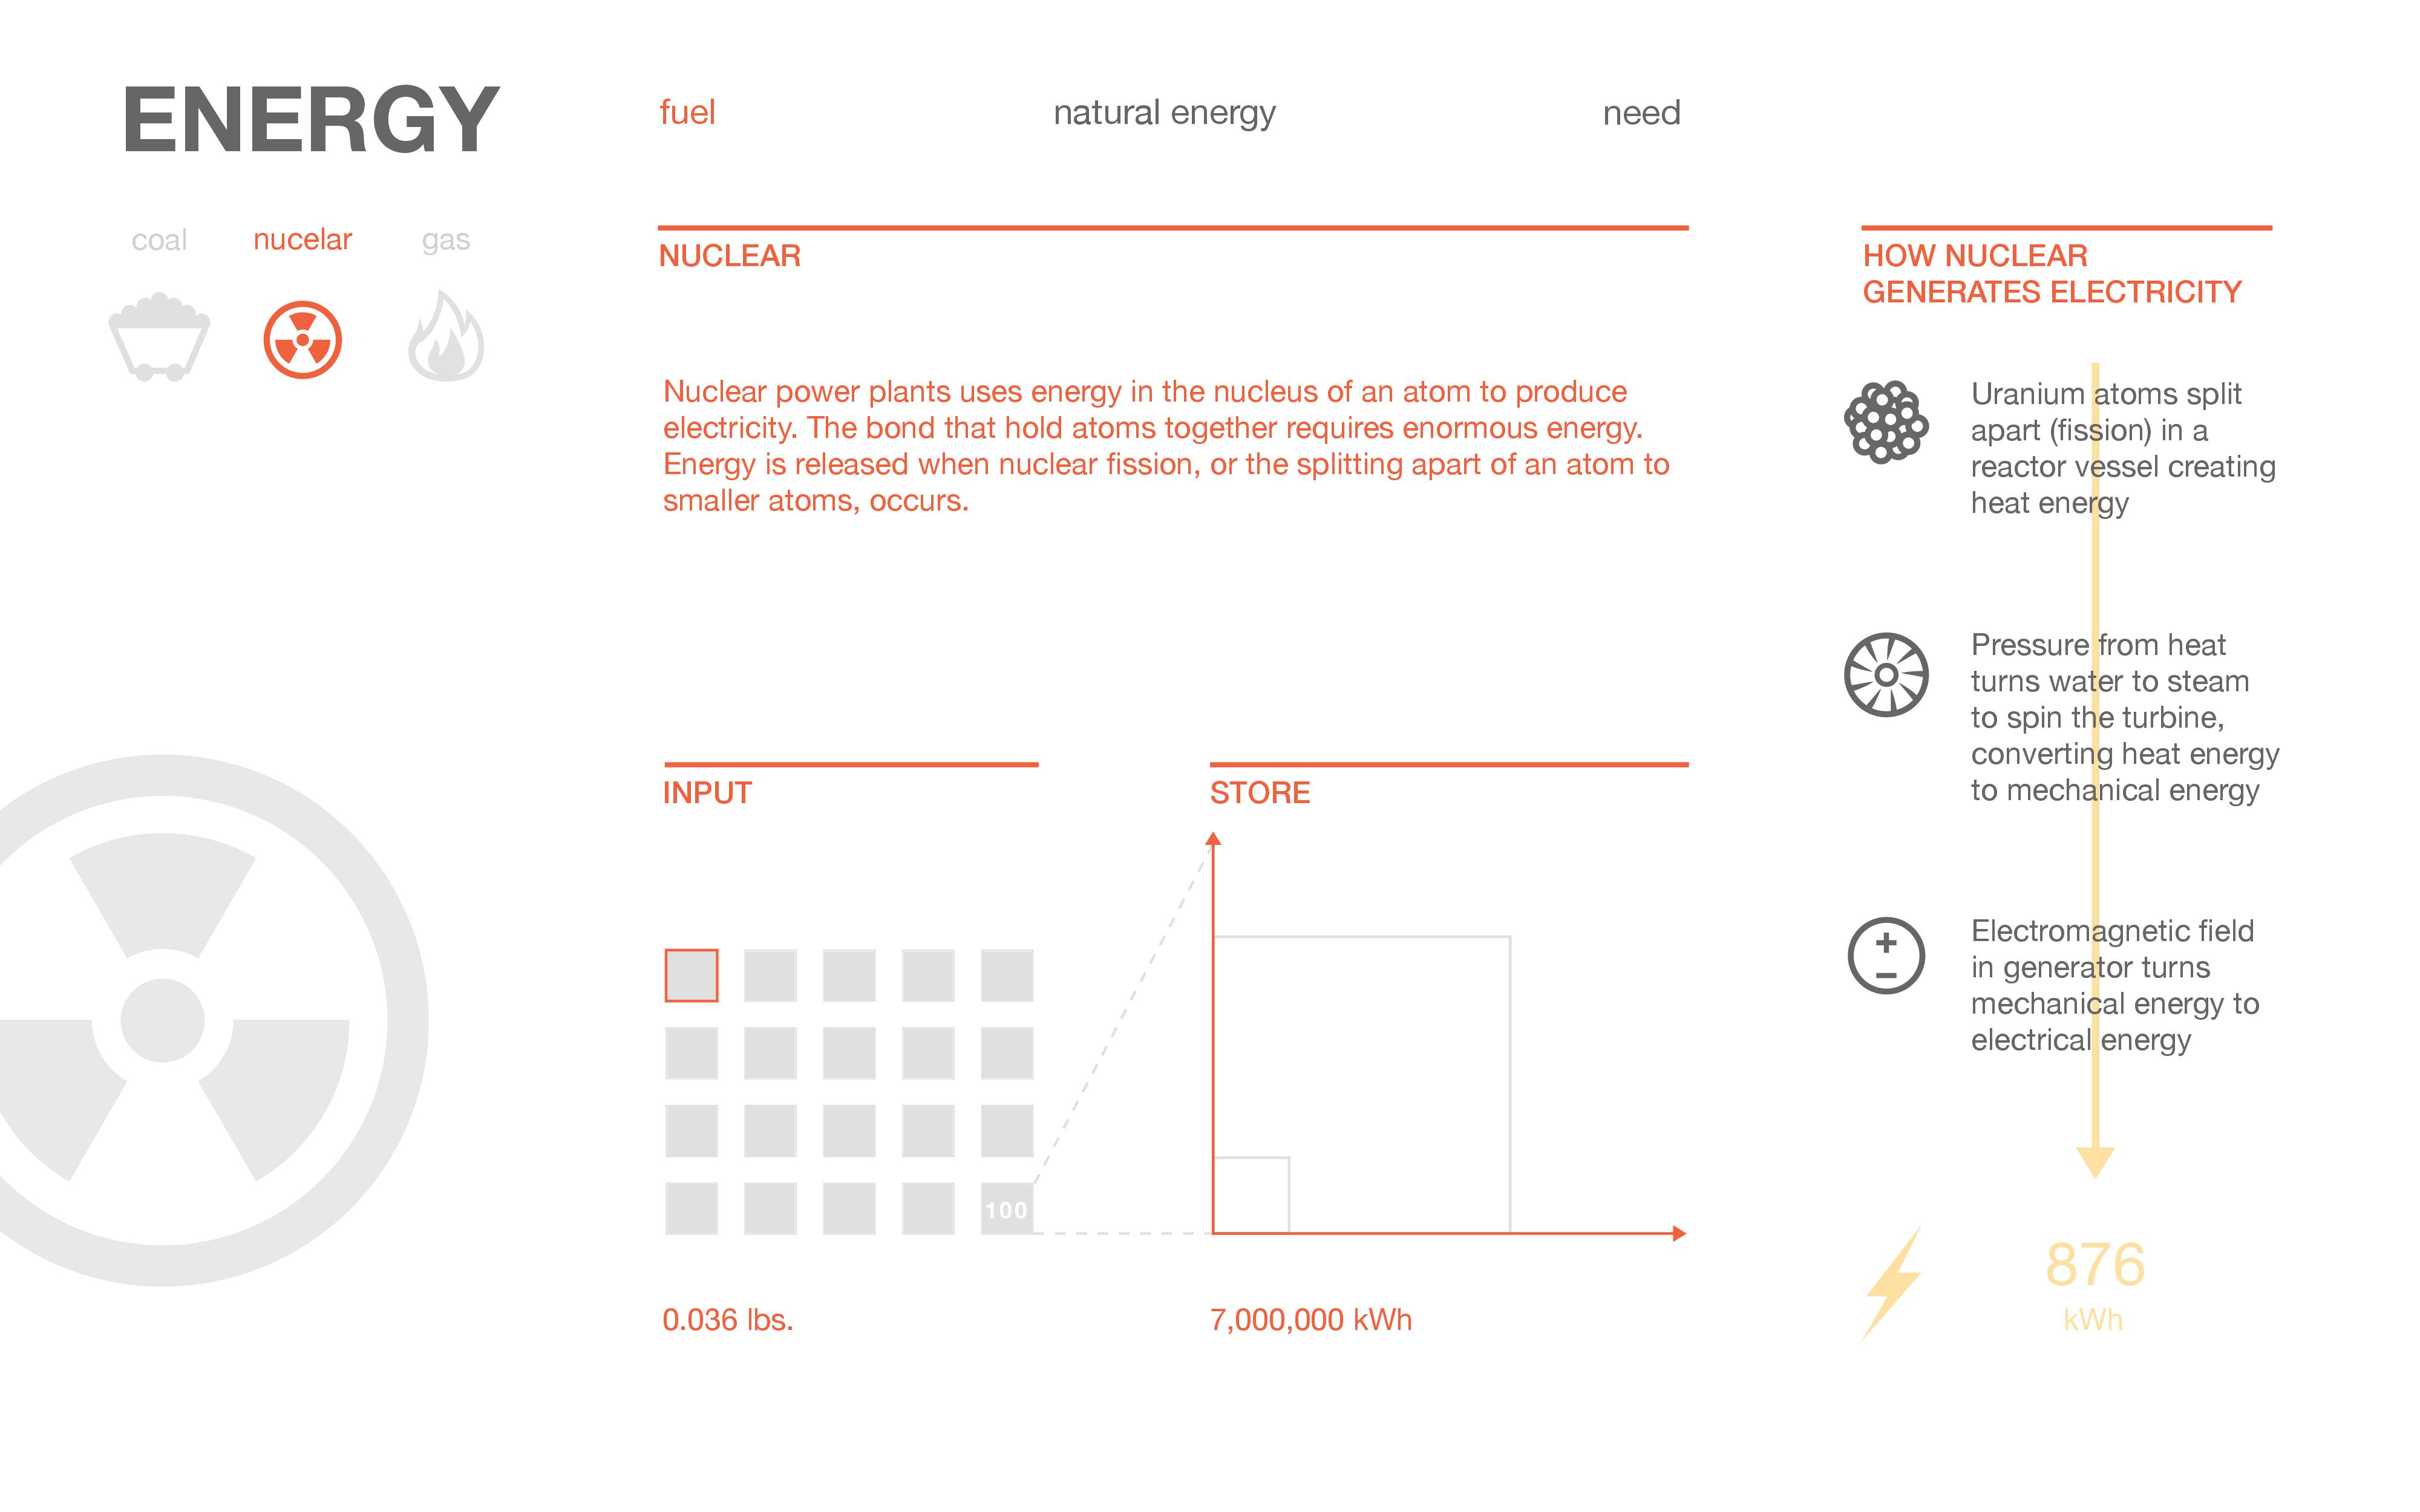 ENERGY
fuel
natural energy
need
coal
nucelar
gas
NUCLEAR
Nuclear power plants uses energy in the nucleus of an atom to produce
electricity. The bond that hold atoms together requires enormous energy.
Energy is released when nuclear fission, or the splitting apart of an atom to
smaller atoms, occurs.
INPUT
100
0.036 lbs.
STORE
7,000,000 kWh
HOW NUCLEAR
GENERATES ELECTRICITY
Uranium atoms split
apart (fission) in a
reactor vessel creating
heat energy
Pressure from heat
turns water to steam
to spin the turbine,
converting heat energy
to mechanical energy
+
−
Electromagnetic field
in generator turns
mechanical energy to
electrical energy
876
kWh